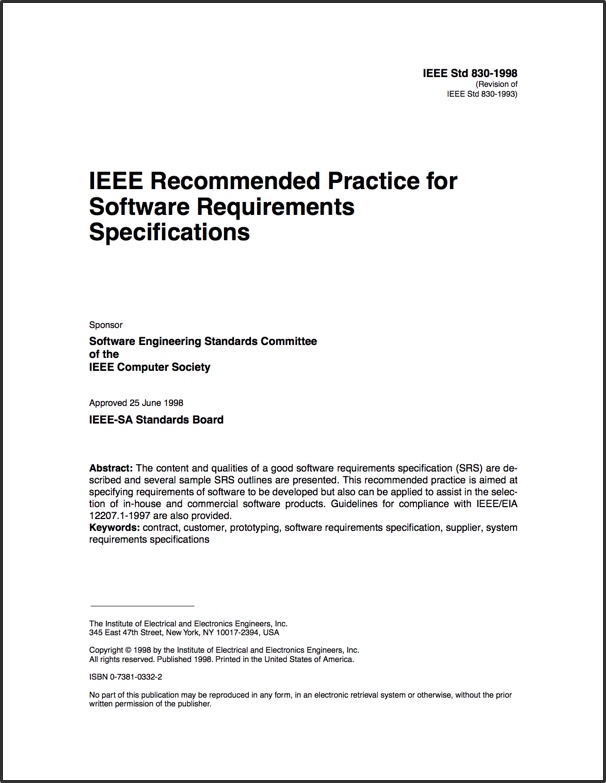 IEEE Std 830-1998
(Revision of
IEEE Std 830-1993)
IEEE Recommended Practice for
Software Requirements
Specifications
Sponsor
Software Engineering Standards Committee
of the
IEEE Computer Society
Approved 25 June 1998
IEEE-SA Standards Board
Abstract: The content and qualities of a good software requirements specification (SRS) are de-
scribed and several sample SRS outlines are presented. This recommended practice is aimed at
specifying requirements of software to be developed but also can be applied to assist in the selec-
tion of in-house and commercial software products. Guidelines for compliance with IEEE/EIA
12207.1-1997 are also provided.
Keywords: contract, customer, prototyping, software requirements specification, supplier, system
requirements specifications
The Institute of Electrical and Electronics Engineers, Inc.
345 East 47th Street, New York, NY 10017-2394, USA
Copyright © 1998 by the Institute of Electrical and Electronics Engineers, Inc.
All rights reserved. Published 1998. Printed in the United States of America.
ISBN 0-7381-0332-2
No part of this publication may be reproduced in any form, in an electronic retrieval system or otherwise, without the prior
written permission of the publisher.